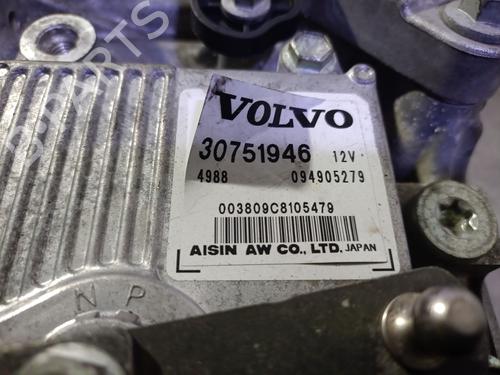 VOLVO
30751946 12V
4988 094905279
003809C8105479
AISIN AW CO., LTD. JAPAN
N P